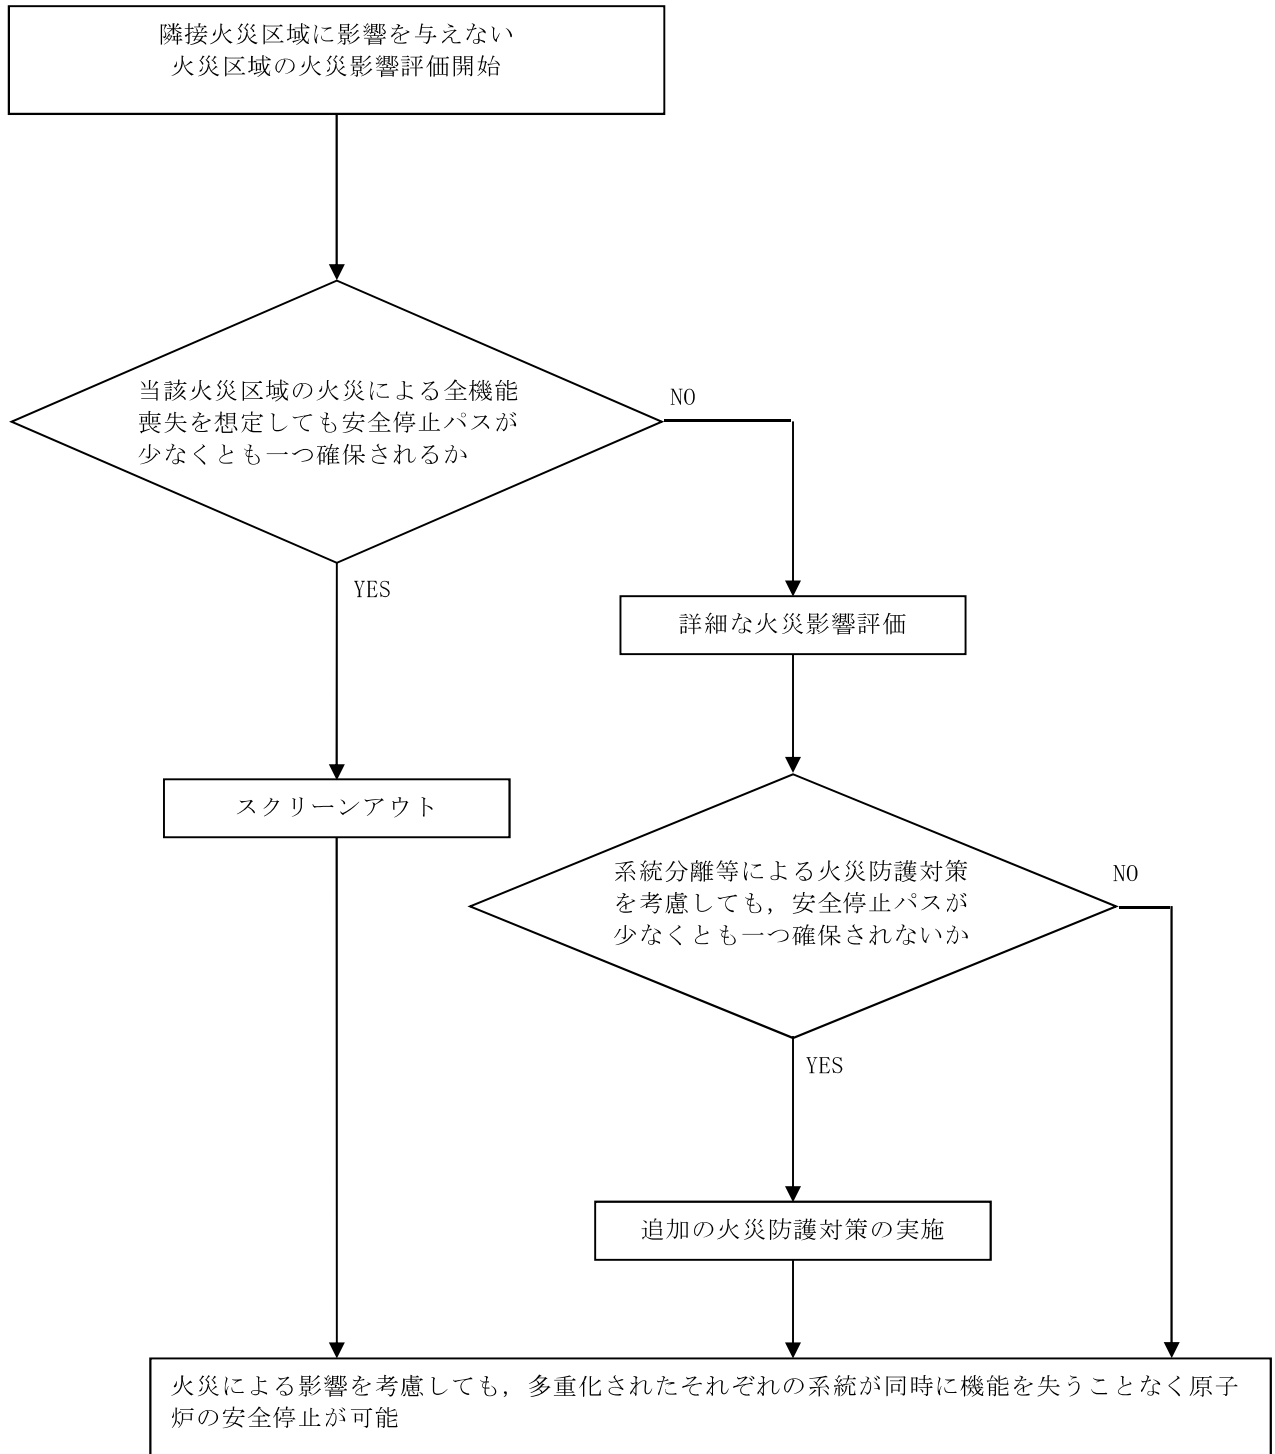 隣接火災区域に影響を与えない
火災区域の火災影響評価開始
当該火災区域の火災による全機能
喪失を想定しても安全停止パスが
少なくとも一つ確保されるか
NO
YES
詳細な火災影響評価
スクリーンアウト
系統分離等による火災防護対策
を考慮しても，安全停止パスが
少なくとも一つ確保されないか
NO
YES
追加の火災防護対策の実施
火災による影響を考慮しても，多重化されたそれぞれの系統が同時に機能を失うことなく原子
炉の安全停止が可能